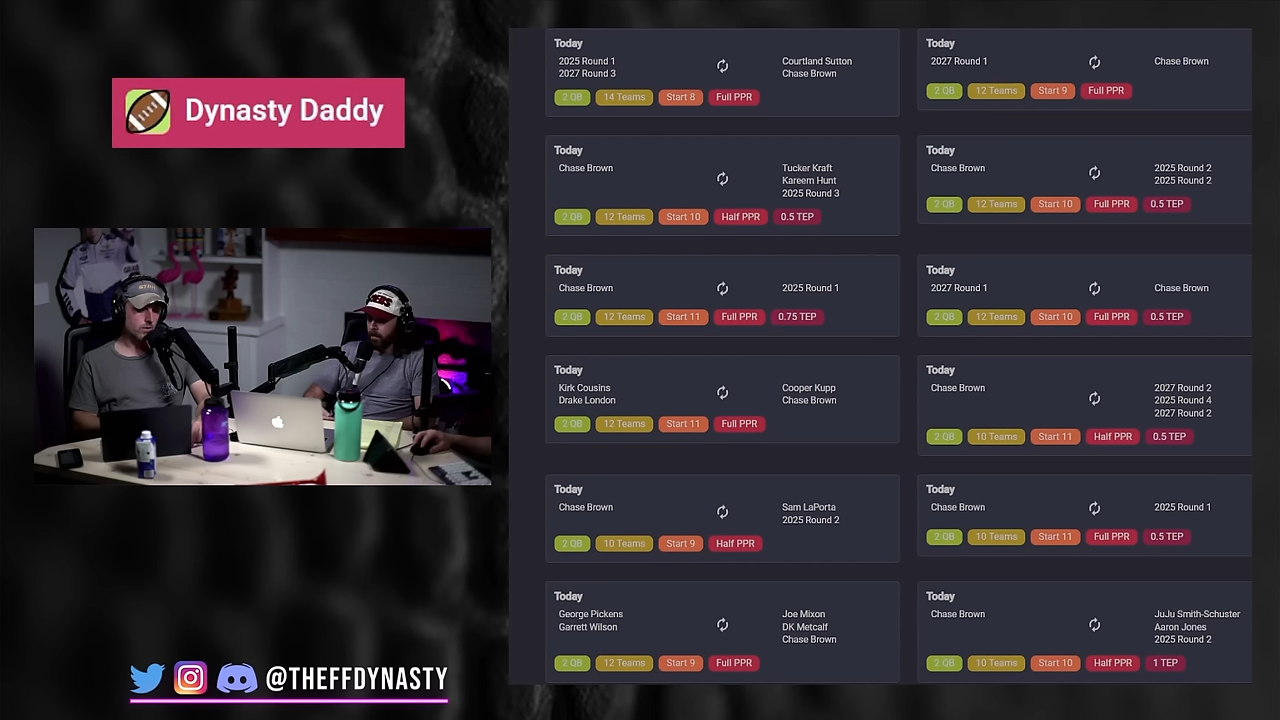 Dynasty Daddy
@THEFFDYNASTY
Today
2025 Round 1
2027 Round 3
Courtland Sutton
Chase Brown
2 QB 14 Teams Start 8 Full PPR
Today
2027 Round 1
Chase Brown
2 QB 12 Teams Start 9 Full PPR
Today
Chase Brown
Tucker Kraft
Kareem Hunt
2025 Round 3
2 QB 12 Teams Start 10 Half PPR 0.5 TEP
Today
Chase Brown
2025 Round 2
2025 Round 2
2 QB 12 Teams Start 10 Full PPR 0.5 TEP
Today
Chase Brown
2025 Round 1
2 QB 12 Teams Start 11 Full PPR 0.75 TEP
Today
2027 Round 1
Chase Brown
2 QB 12 Teams Start 10 Full PPR 0.5 TEP
Today
Kirk Cousins
Drake London
Cooper Kupp
Chase Brown
2 QB 12 Teams Start 11 Full PPR
Today
Chase Brown
2027 Round 2
2025 Round 4
2027 Round 2
2 QB 10 Teams Start 11 Half PPR 0.5 TEP
Today
Chase Brown
Sam LaPorta
2025 Round 2
2 QB 10 Teams Start 9 Half PPR
Today
Chase Brown
2025 Round 1
2 QB 10 Teams Start 11 Full PPR 0.5 TEP
Today
George Pickens
Garrett Wilson
Joe Mixon
DK Metcalf
Chase Brown
2 QB 12 Teams Start 9 Full PPR
Today
Chase Brown
JuJu Smith-Schuster
Aaron Jones
2025 Round 2
2 QB 10 Teams Start 10 Half PPR 1 TEP